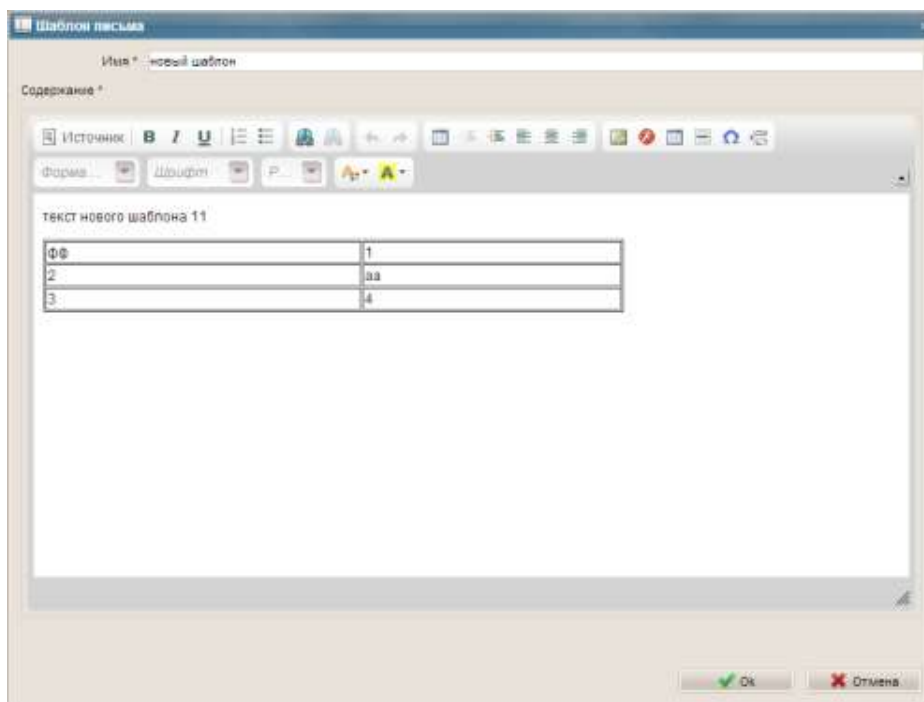 Шаблон письма
Имя * новый шаблон
Содержание *
Источник B I U
Форма... Шрифт Р... A A
текст нового шаблона 11
фф 1
2 аа
3 4
Ok Отмена